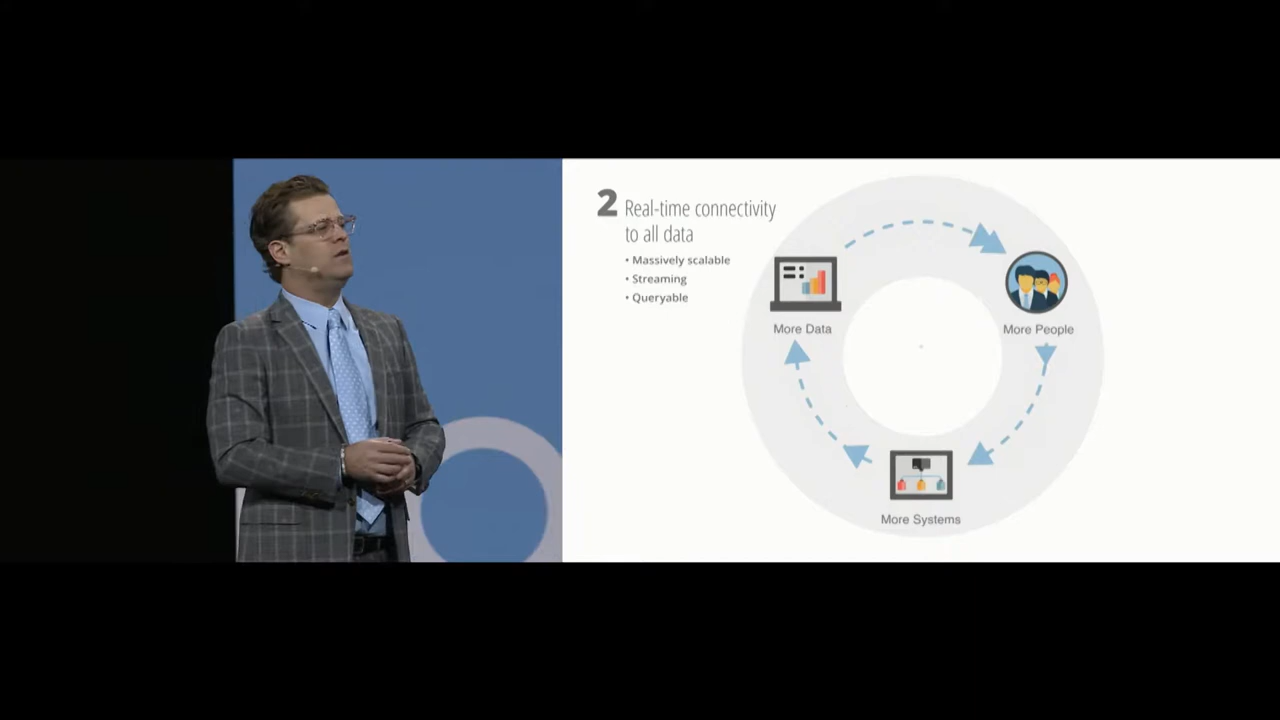 2 Real-time connectivity
to all data
• Massively scalable
• Streaming
• Queryable
More Data
More People
More Systems